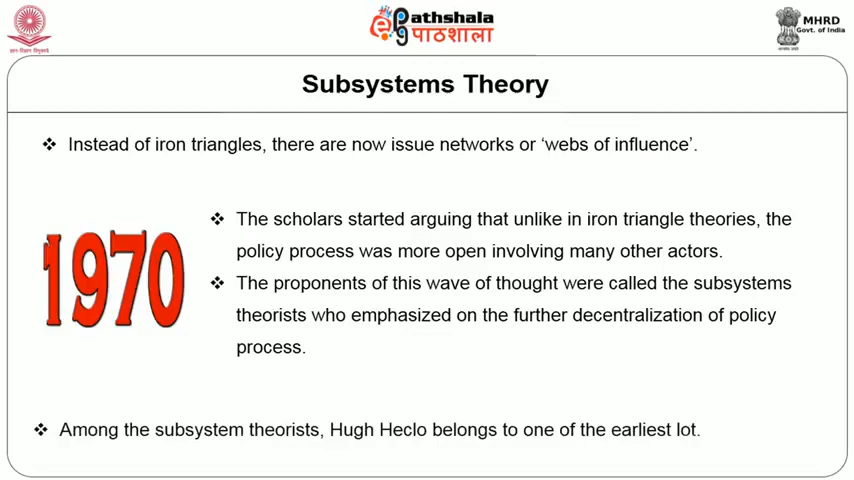 ePathshala
पाठशाला
MHRD
Govt. of India
Subsystems Theory
❖ Instead of iron triangles, there are now issue networks or ‘webs of influence’.
1970
❖ The scholars started arguing that unlike in iron triangle theories, the
policy process was more open involving many other actors.
❖ The proponents of this wave of thought were called the subsystems
theorists who emphasized on the further decentralization of policy
process.
❖ Among the subsystem theorists, Hugh Heclo belongs to one of the earliest lot.